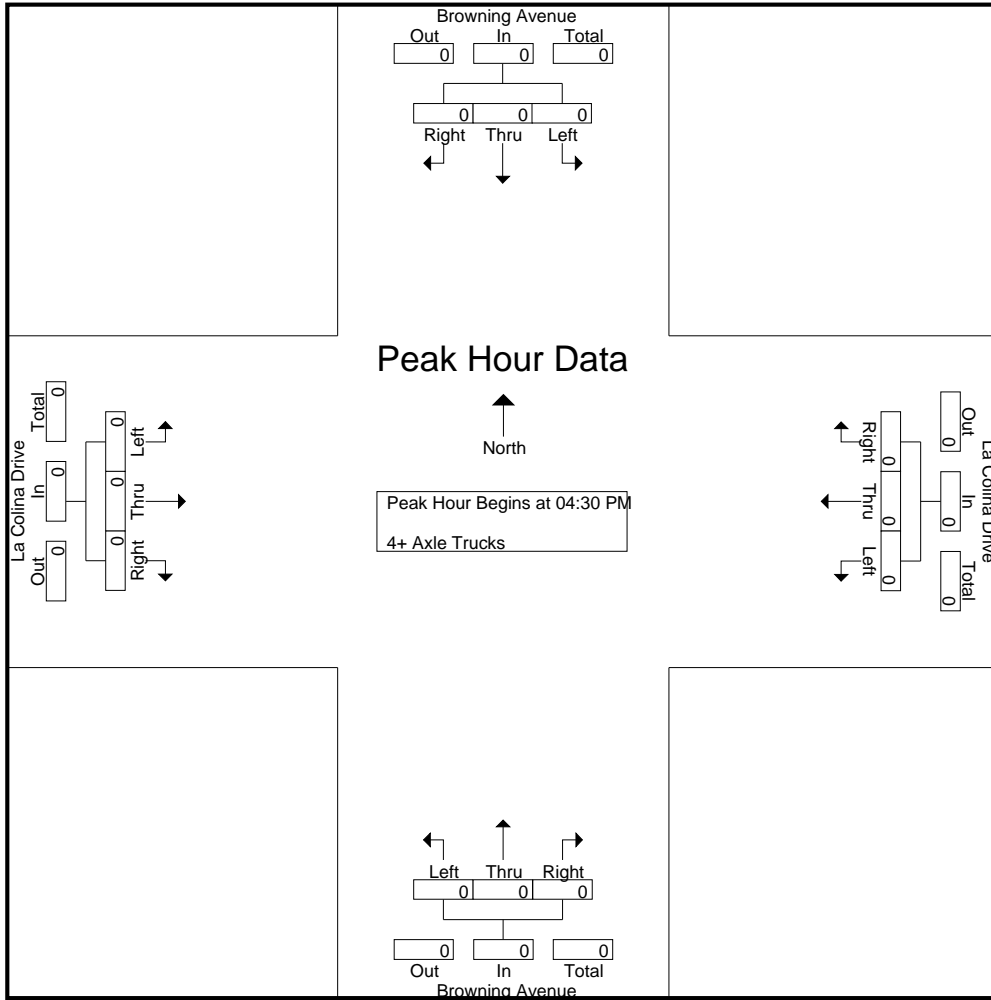 Browning Avenue
Out In Total
0 0 0
0 0 0
Right Thru Left
Peak Hour Data
North
Peak Hour Begins at 04:30 PM
4+ Axle Trucks
La Colina Drive
Total In Out
0 0 0
0 0 0
Left Thru Right
La Colina Drive
Out In Total
0 0 0
0 0 0
Right Thru Left
Left Thru Right
0 0 0
0 0 0
Out In Total
Browning Avenue